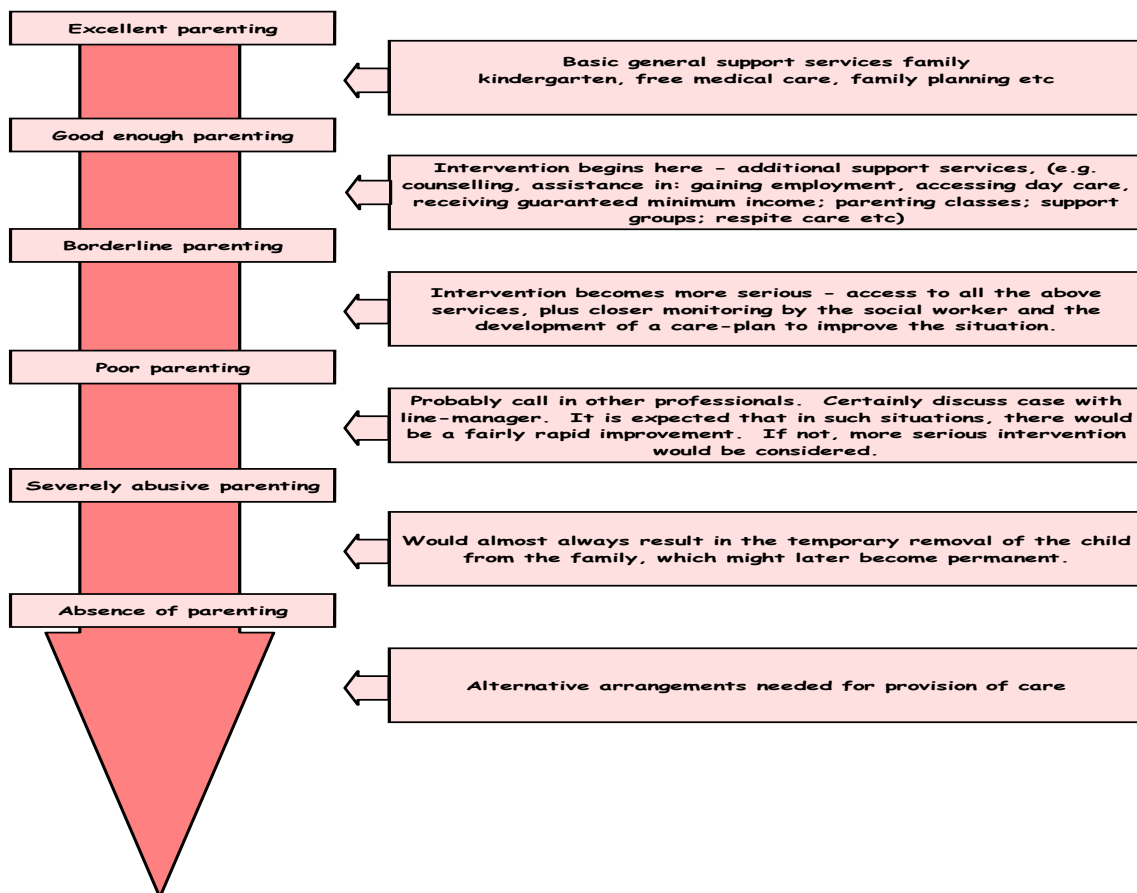 Excellent parenting
Basic general support services family
kindergarten, free medical care, family planning etc
Good enough parenting
Intervention begins here – additional support services, (e.g.
counselling, assistance in: gaining employment, accessing day care,
receiving guaranteed minimum income; parenting classes; support
groups; respite care etc)
Borderline parenting
Intervention becomes more serious – access to all the above
services, plus closer monitoring by the social worker and the
development of a care-plan to improve the situation.
Poor parenting
Probably call in other professionals.  Certainly discuss case with
line-manager.  It is expected that in such situations, there would
be a fairly rapid improvement.  If not, more serious intervention
would be considered.
Severely abusive parenting
Would almost always result in the temporary removal of the child
from the family, which might later become permanent.
Absence of parenting
Alternative arrangements needed for provision of care